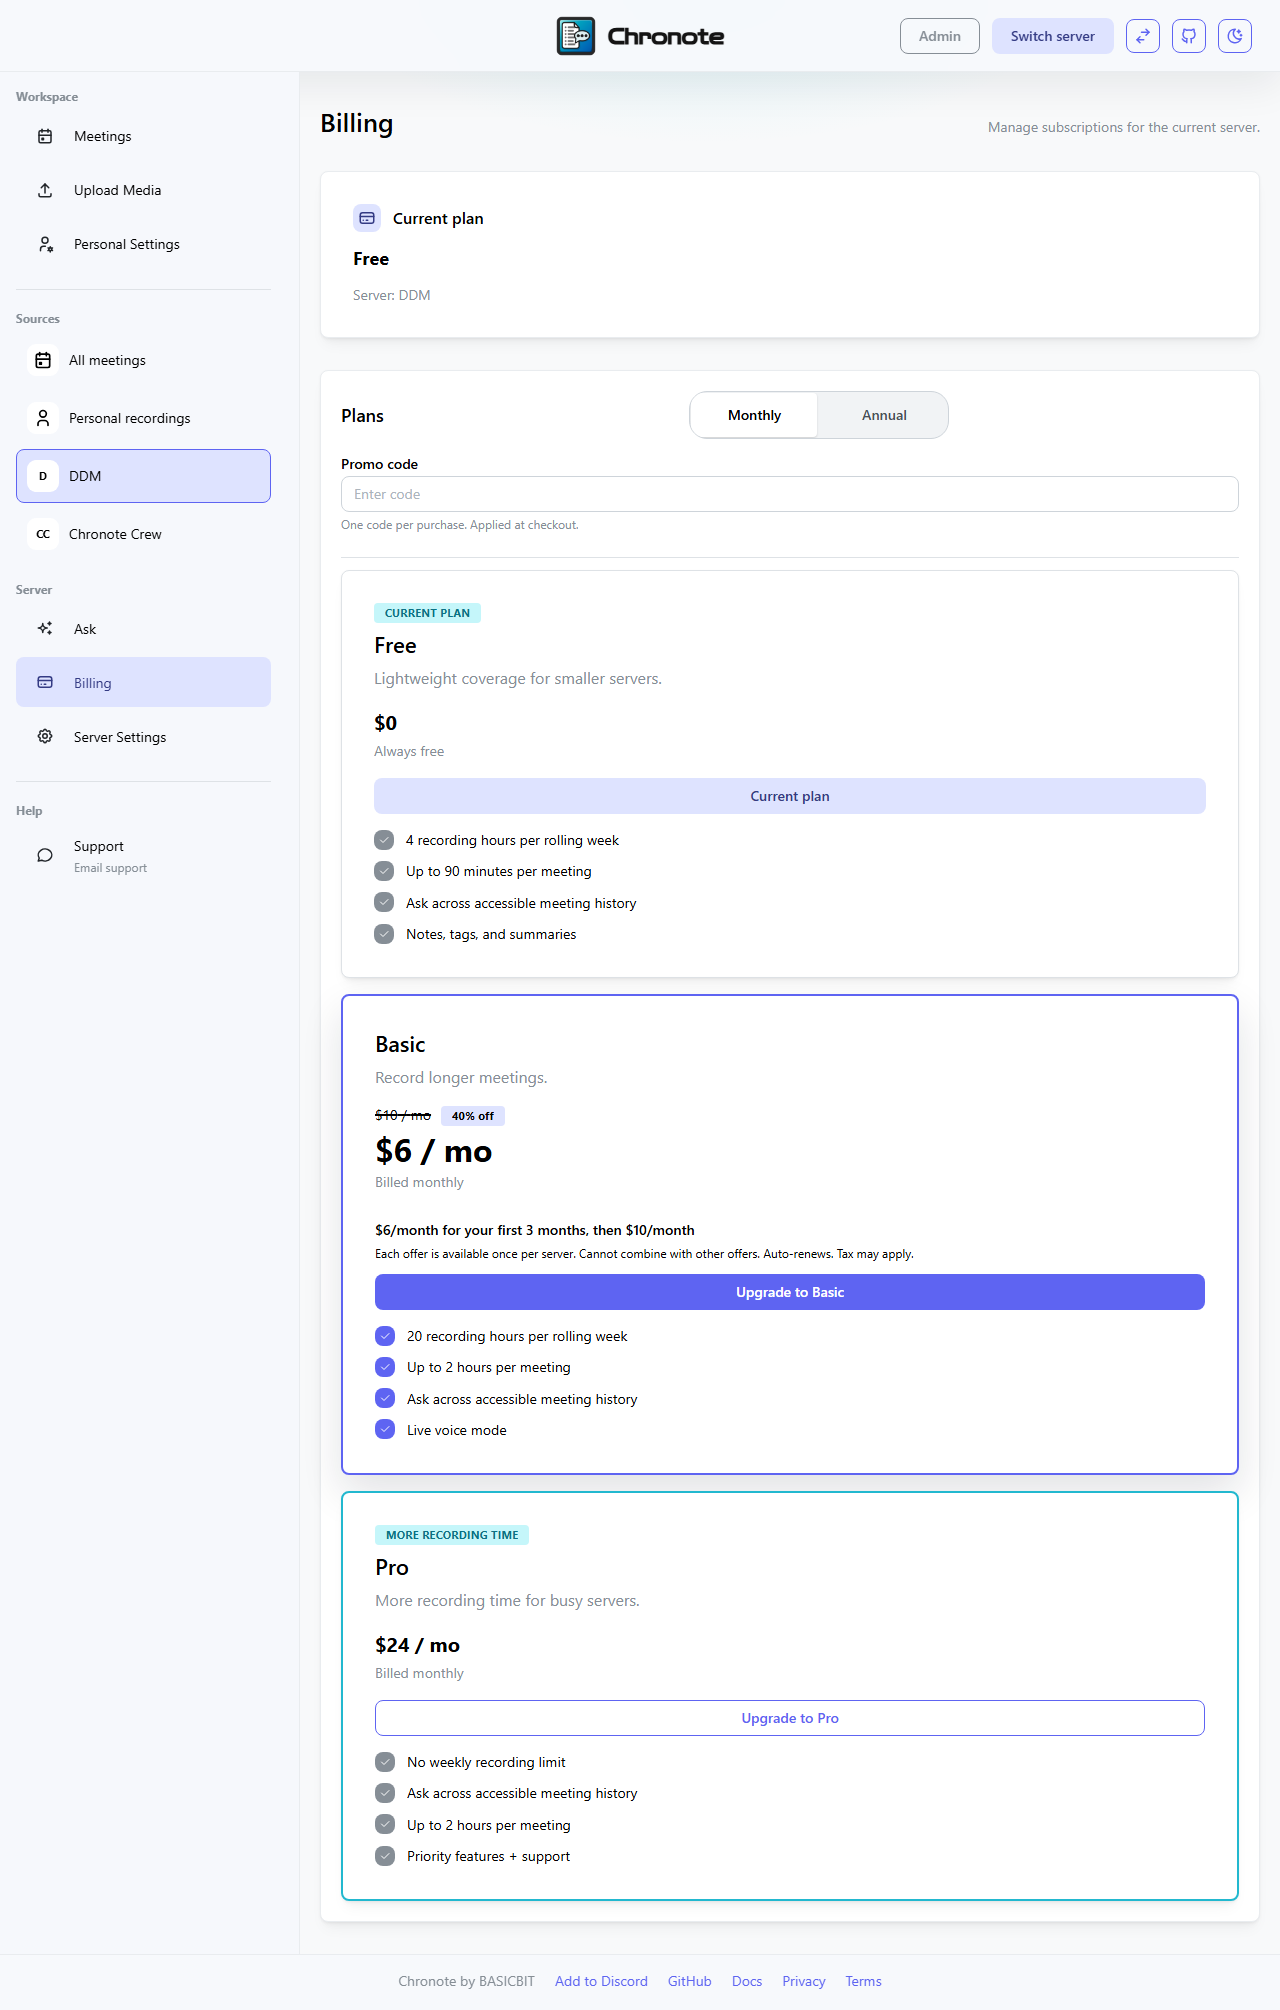 Chronote
Admin
Switch server
Workspace
Meetings
Upload Media
Personal Settings
Sources
All meetings
Personal recordings
D
DDM
CC
Chronote Crew
Server
Ask
Billing
Server Settings
Help
Support
Email support
Billing
Manage subscriptions for the current server.
Current plan
Free
Server: DDM
Plans
Monthly
Annual
Promo code
Enter code
One code per purchase. Applied at checkout.
CURRENT PLAN
Free
Lightweight coverage for smaller servers.
$0
Always free
Current plan
4 recording hours per rolling week
Up to 90 minutes per meeting
Ask across accessible meeting history
Notes, tags, and summaries
Basic
Record longer meetings.
$10 / mo
40% off
$6 / mo
Billed monthly
$6/month for your first 3 months, then $10/month
Each offer is available once per server. Cannot combine with other offers. Auto-renews. Tax may apply.
Upgrade to Basic
20 recording hours per rolling week
Up to 2 hours per meeting
Ask across accessible meeting history
Live voice mode
MORE RECORDING TIME
Pro
More recording time for busy servers.
$24 / mo
Billed monthly
Upgrade to Pro
No weekly recording limit
Ask across accessible meeting history
Up to 2 hours per meeting
Priority features + support
Chronote by BASICBIT
Add to Discord
GitHub
Docs
Privacy
Terms